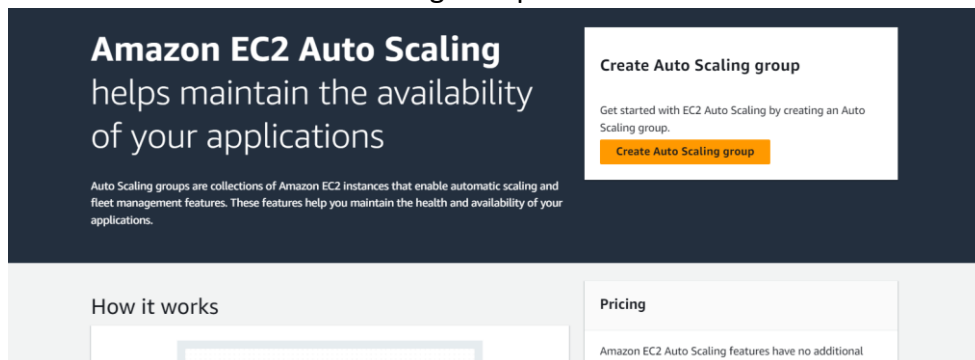 Amazon EC2 Auto Scaling
helps maintain the availability
of your applications
Auto Scaling groups are collections of Amazon EC2 instances that enable automatic scaling and
fleet management features. These features help you maintain the health and availability of your
applications.
Create Auto Scaling group
Get started with EC2 Auto Scaling by creating an Auto
Scaling group.
Create Auto Scaling group
How it works
Pricing
Amazon EC2 Auto Scaling features have no additional